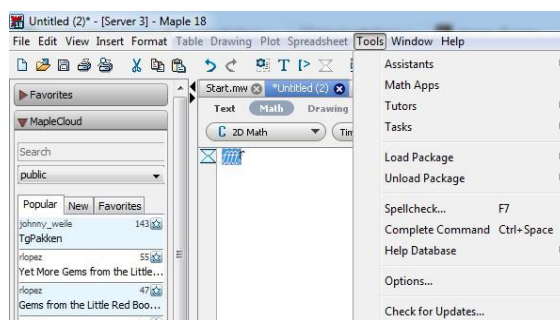 Untitled (2)* - [Server 3] - Maple 18
File Edit View Insert Format Table Drawing Plot Spreadsheet Tools Window Help
Start.mw *Untitled (2)
Text Math Drawing
C 2D Math
Favorites
MapleCloud
Search
public
Popular New Favorites
johnny_weile 143
TgPakken
rlopez 55
Yet More Gems from the Little...
rlopez 47
Gems from the Little Red Boo...
Assistants
Math Apps
Tutors
Tasks
Load Package
Unload Package
Spellcheck... F7
Complete Command Ctrl+Space
Help Database
Options...
Check for Updates...